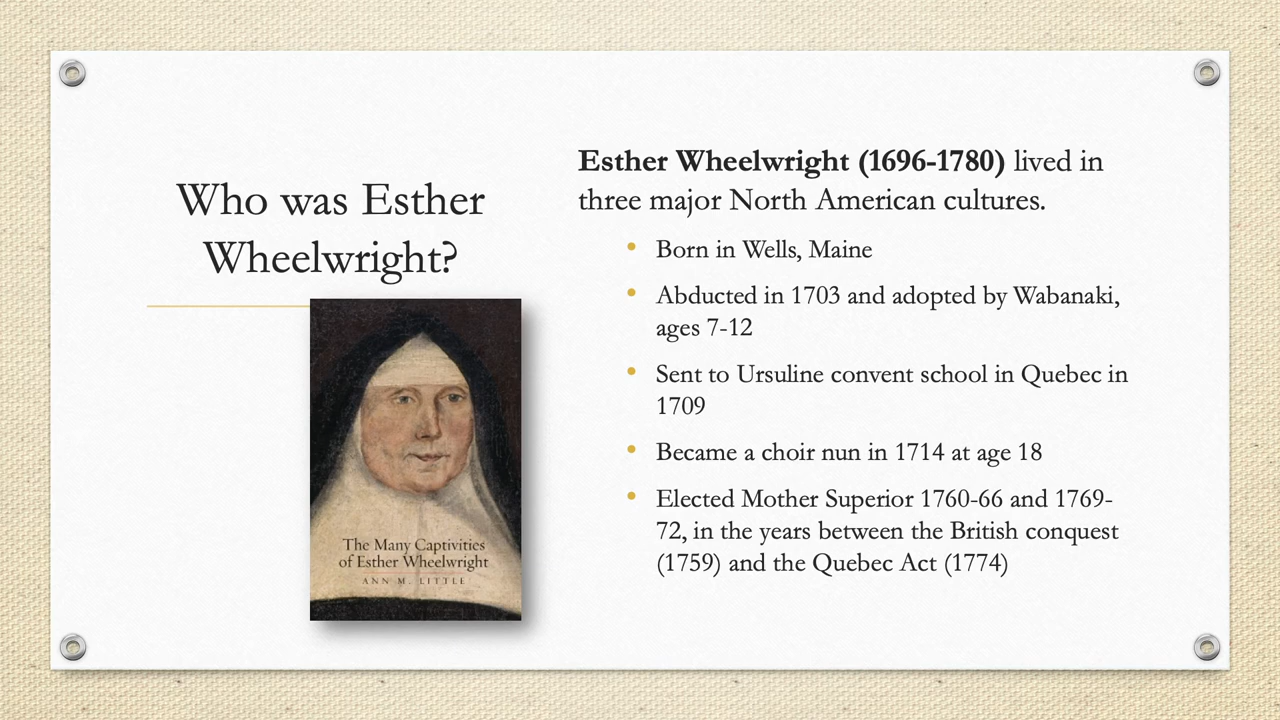 Who was Esther
Wheelwright?
The Many Captivities
of Esther Wheelwright
ANN M. LITTLE
Esther Wheelwright (1696-1780) lived in
three major North American cultures.
• Born in Wells, Maine
• Abducted in 1703 and adopted by Wabanaki,
ages 7-12
• Sent to Ursuline convent school in Quebec in
1709
• Became a choir nun in 1714 at age 18
• Elected Mother Superior 1760-66 and 1769-
72, in the years between the British conquest
(1759) and the Quebec Act (1774)